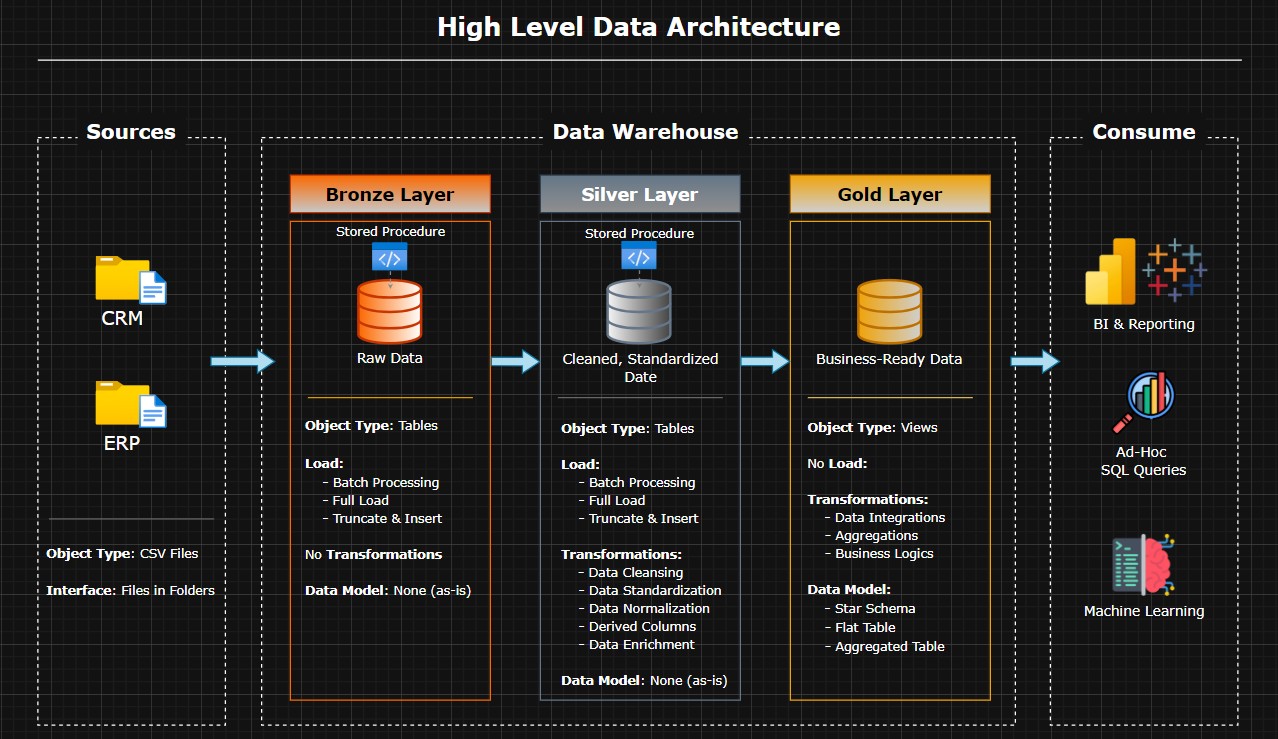 High Level Data Architecture
Sources
CRM
ERP
Object Type: CSV Files
Interface: Files in Folders
Data Warehouse
Bronze Layer
Stored Procedure
</>
Raw Data
Object Type: Tables
Load:
- Batch Processing
- Full Load
- Truncate & Insert
No Transformations
Data Model: None (as-is)
Silver Layer
Stored Procedure
</>
Cleaned, Standardized
Date
Object Type: Tables
Load:
- Batch Processing
- Full Load
- Truncate & Insert
Transformations:
- Data Cleansing
- Data Standardization
- Data Normalization
- Derived Columns
- Data Enrichment
Data Model: None (as-is)
Gold Layer
Business-Ready Data
Object Type: Views
No Load:
Transformations:
- Data Integrations
- Aggregations
- Business Logics
Data Model:
- Star Schema
- Flat Table
- Aggregated Table
Consume
BI & Reporting
Ad-Hoc
SQL Queries
Machine Learning